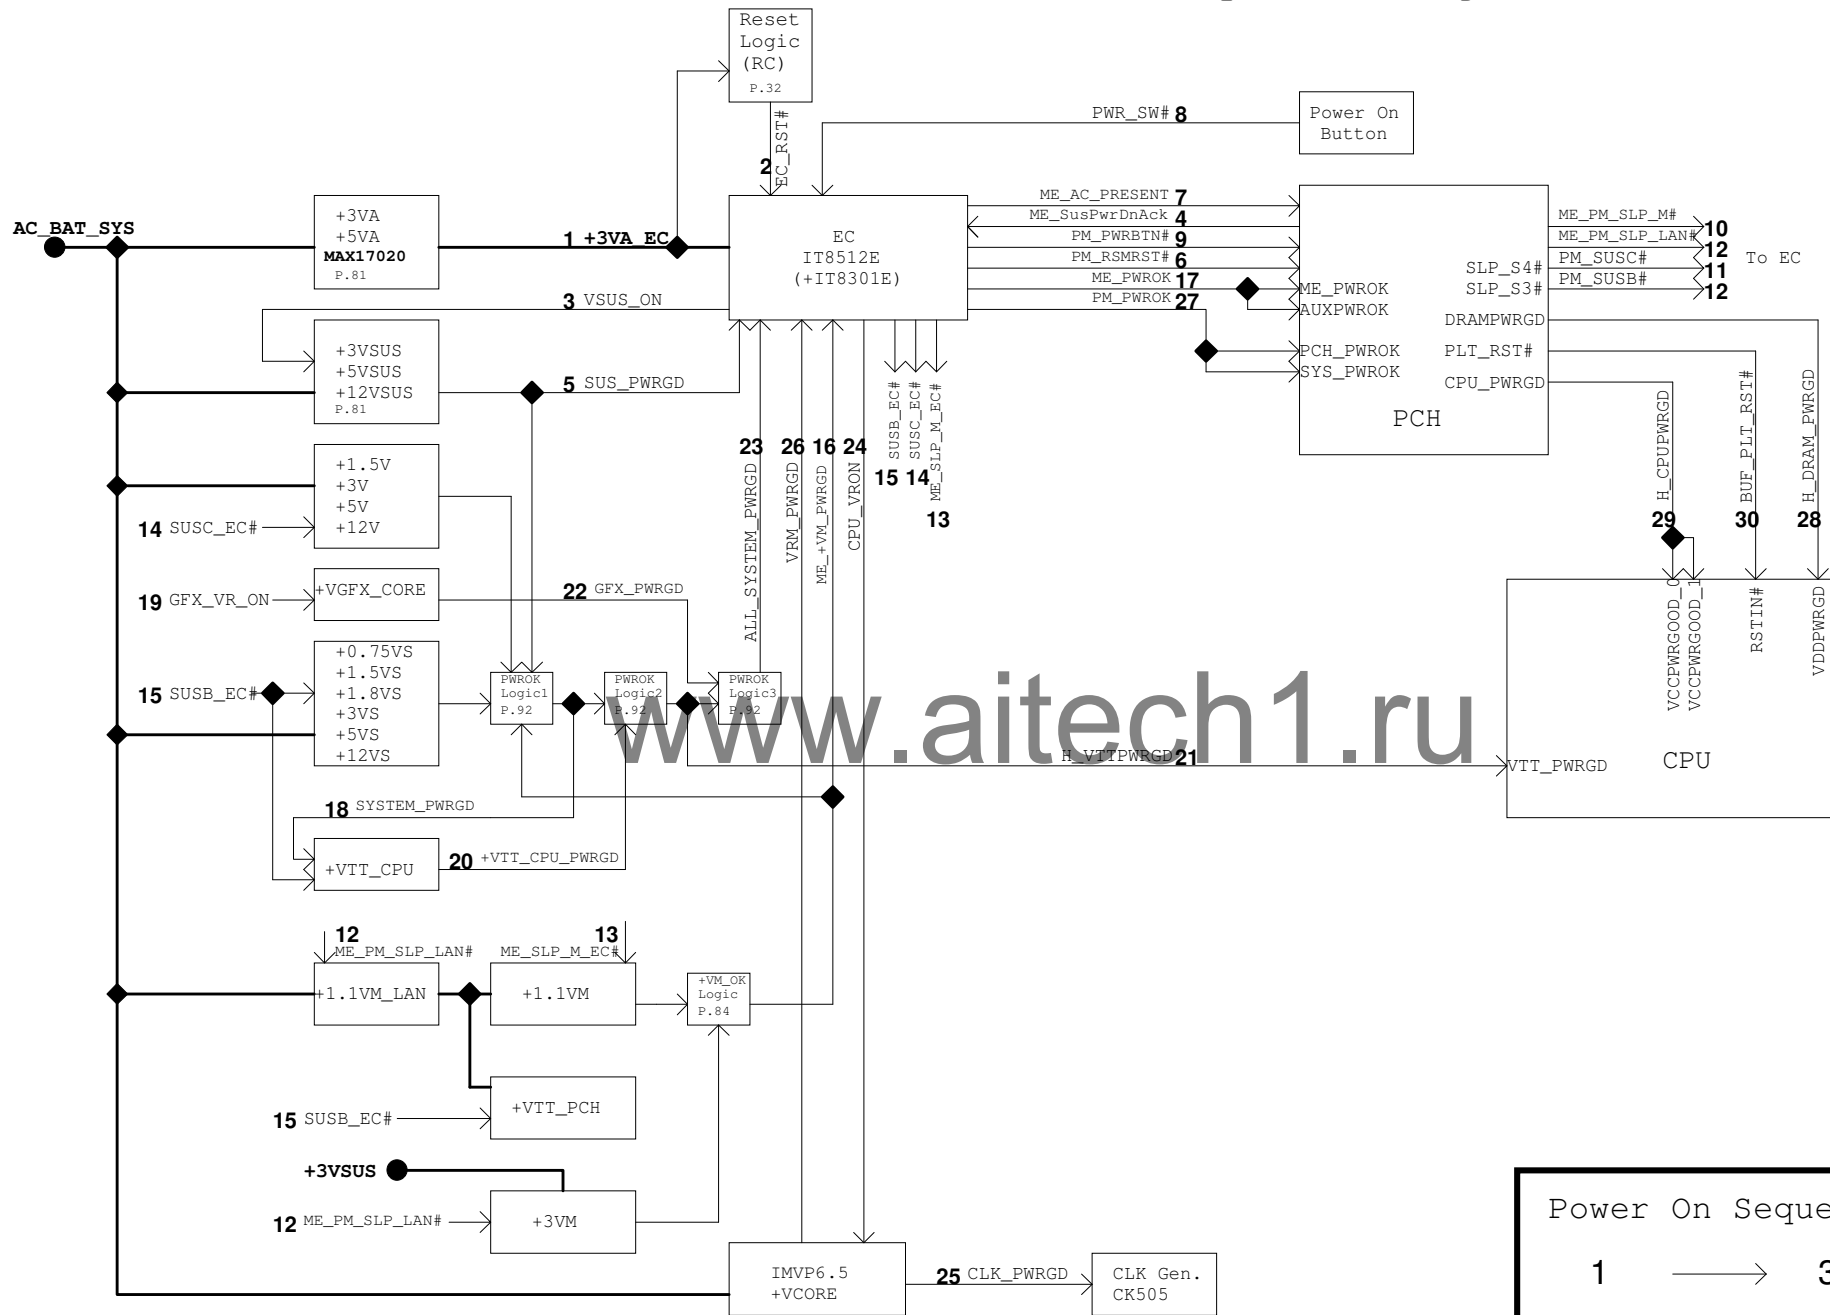 Reset
Logic
(RC)
P.32
EC_RST#
2
PWR_SW# 8
Power On
Button
AC_BAT_SYS
+3VA
+5VA
MAX17020
P.81
1 +3VA_EC
EC
IT8512E
(+IT8301E)
ME_AC_PRESENT 7
ME_SusPwrDnAck 4
PM_PWRBTN# 9
PM_RSMRST# 6
ME_PWROK 17
PM_PWROK 27
ME_PWROK
AUXPWROK
PCH_PWROK
SYS_PWROK
SLP_S4#
SLP_S3#
DRAMPWRGD
PLT_RST#
CPU_PWRGD
PCH
ME_PM_SLP_M# 10
ME_PM_SLP_LAN# 12
PM_SUSC# 11
PM_SUSB# 12
To EC
3 VSUS_ON
+3VSUS
+5VSUS
+12VSUS
P.81
5 SUS_PWRGD
23
ALL_SYSTEM_PWRGD
26
VRM_PWRGD
16
ME_+VM_PWRGD
24
CPU_VRON
SUSB_EC#
15
SUSC_EC#
14
ME_SLP_M_EC#
13
H_CPUPWRGD
29
BUF_PLT_RST#
30
H_DRAM_PWRGD
28
+1.5V
+3V
+5V
+12V
14 SUSC_EC#
19 GFX_VR_ON
+VGFX_CORE
22 GFX_PWRGD
15 SUSB_EC#
+0.75VS
+1.5VS
+1.8VS
+3VS
+5VS
+12VS
PWROK
Logic1
P.92
PWROK
Logic2
P.92
PWROK
Logic3
P.92
www.aitech1.ru
H_VTTPWRGD 21
VCCPWRGOOD_0
VCCPWRGOOD_1
RSTIN#
VDDPWRGD
VTT_PWRGD
CPU
18 SYSTEM_PWRGD
+VTT_CPU
20 +VTT_CPU_PWRGD
12
ME_PM_SLP_LAN#
13
ME_SLP_M_EC#
+1.1VM_LAN
+1.1VM
+VM_OK
Logic
P.84
15 SUSB_EC#
+VTT_PCH
+3VSUS
12 ME_PM_SLP_LAN#
+3VM
IMVP6.5
+VCORE
25 CLK_PWRGD
CLK Gen.
CK505
Power On Seque
1